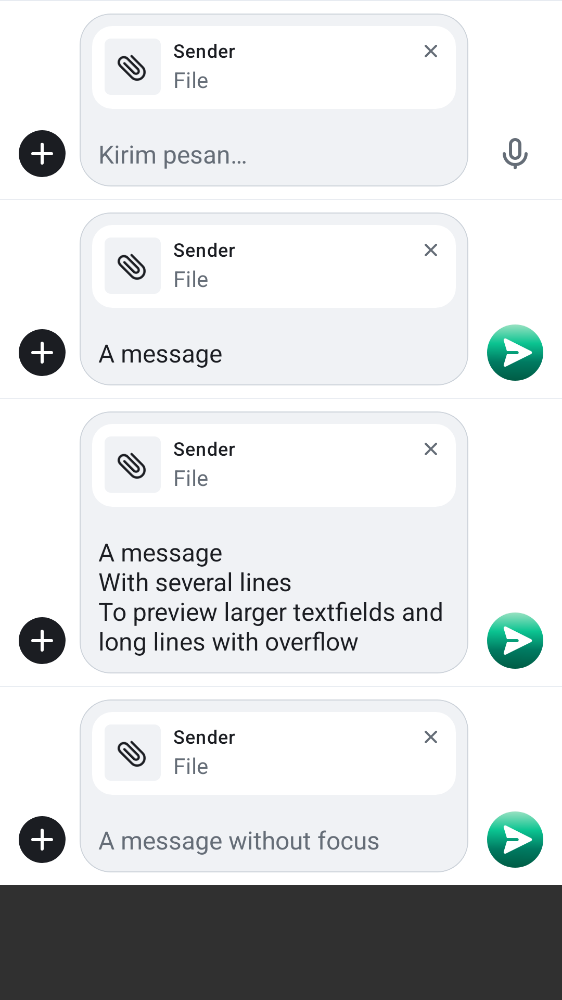 Sender
File
Kirim pesan…
Sender
File
A message
Sender
File
A message
With several lines
To preview larger textfields and
long lines with overflow
Sender
File
A message without focus